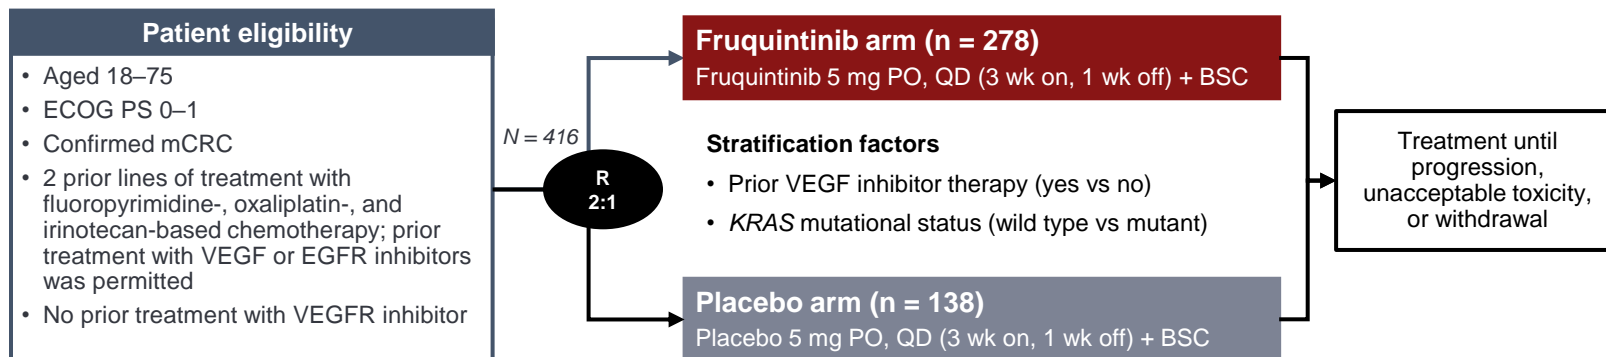 Patient eligibility
• Aged 18–75
• ECOG PS 0–1
• Confirmed mCRC
• 2 prior lines of treatment with
fluoropyrimidine-, oxaliplatin-, and
irinotecan-based chemotherapy; prior
treatment with VEGF or EGFR inhibitors
was permitted
• No prior treatment with VEGFR inhibitor
N = 416
R
2:1
Fruquintinib arm (n = 278)
Fruquintinib 5 mg PO, QD (3 wk on, 1 wk off) + BSC
Stratification factors
• Prior VEGF inhibitor therapy (yes vs no)
• KRAS mutational status (wild type vs mutant)
Placebo arm (n = 138)
Placebo 5 mg PO, QD (3 wk on, 1 wk off) + BSC
Treatment until
progression,
unacceptable toxicity,
or withdrawal